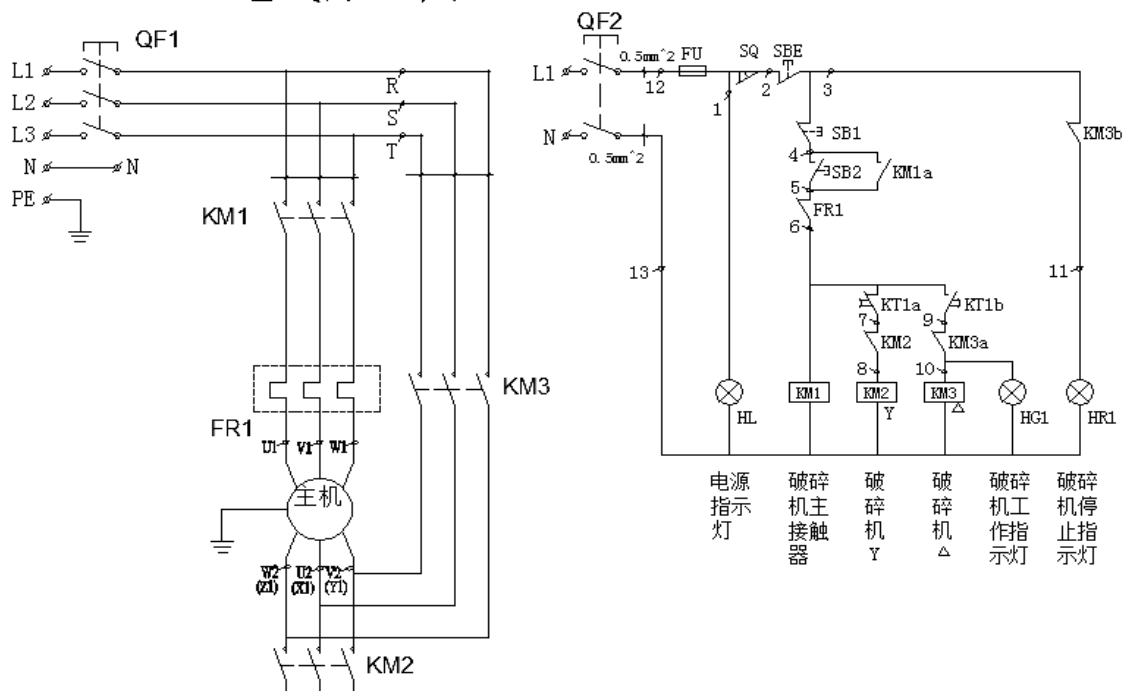 QF1
L1
L2
L3
N
N
PE
R
S
T
KM1
FR1
U1
V1
W1
主机
W2
(Z1)
U2
(X1)
V2
(Y1)
KM2
KM3
QF2
L1
N
0.5mm^2
0.5mm^2
12
FU
1
SQ
2
SBE
3
SB1
4
SB2
KM1a
5
FR1
6
KM3b
13
11
KT1a
7
KM2
8
KT1b
9
KM3a
10
HL
KM1
KM2
Y
KM3
△
HG1
HR1
电源
指示
灯
破碎
机主
接触
器
破
碎
机
Y
破
碎
机
△
破碎
机工
作指
示灯
破碎
机停
止指
示灯